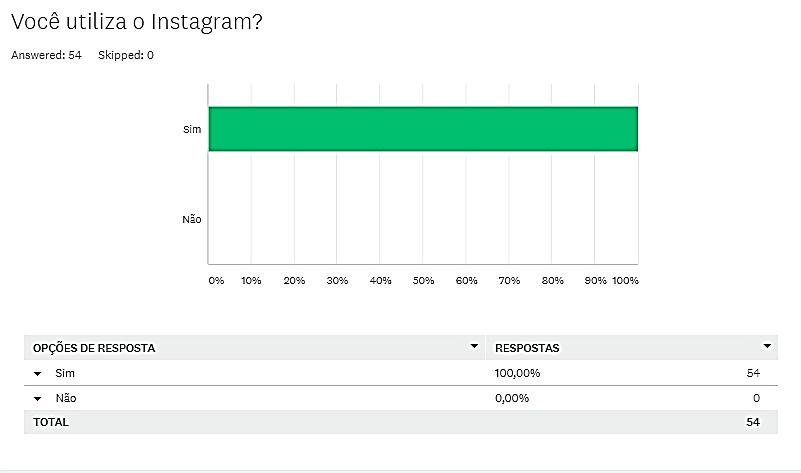 Você utiliza o Instagram?
Answered: 54 Skipped: 0
Sim
Não
0% 10% 20% 30% 40% 50% 60% 70% 80% 90% 100%
OPÇÕES DE RESPOSTA RESPOSTAS
Sim 100,00% 54
Não 0,00% 0
TOTAL 54